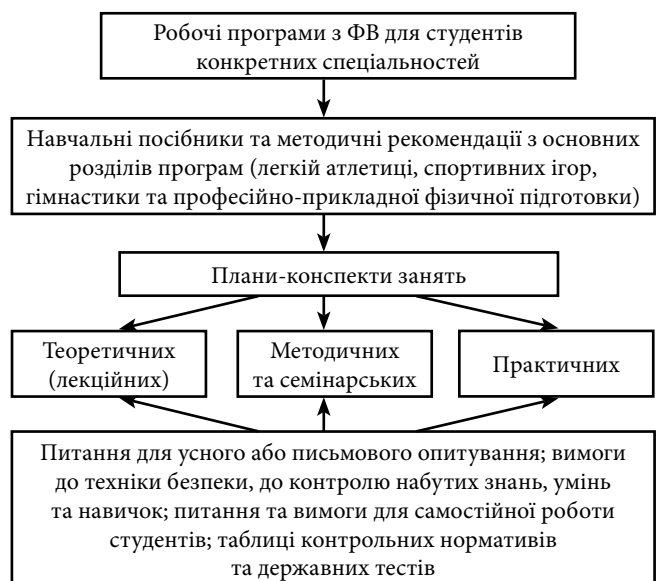 Робочі програми з ФВ для студентів
конкретних спеціальностей
Навчальні посібники та методичні рекомендації з основних
розділів програм (легкій атлетиці, спортивних ігор,
гімнастики та професійно-прикладної фізичної підготовки)
Плани-конспекти занять
Теоретичних
(лекційних)
Методичних
та семінарських
Практичних
Питання для усного або письмового опитування; вимоги
до техніки безпеки, до контролю набутих знань, умінь
та навичок; питання та вимоги для самостійної роботи
студентів; таблиці контрольних нормативів
та державних тестів